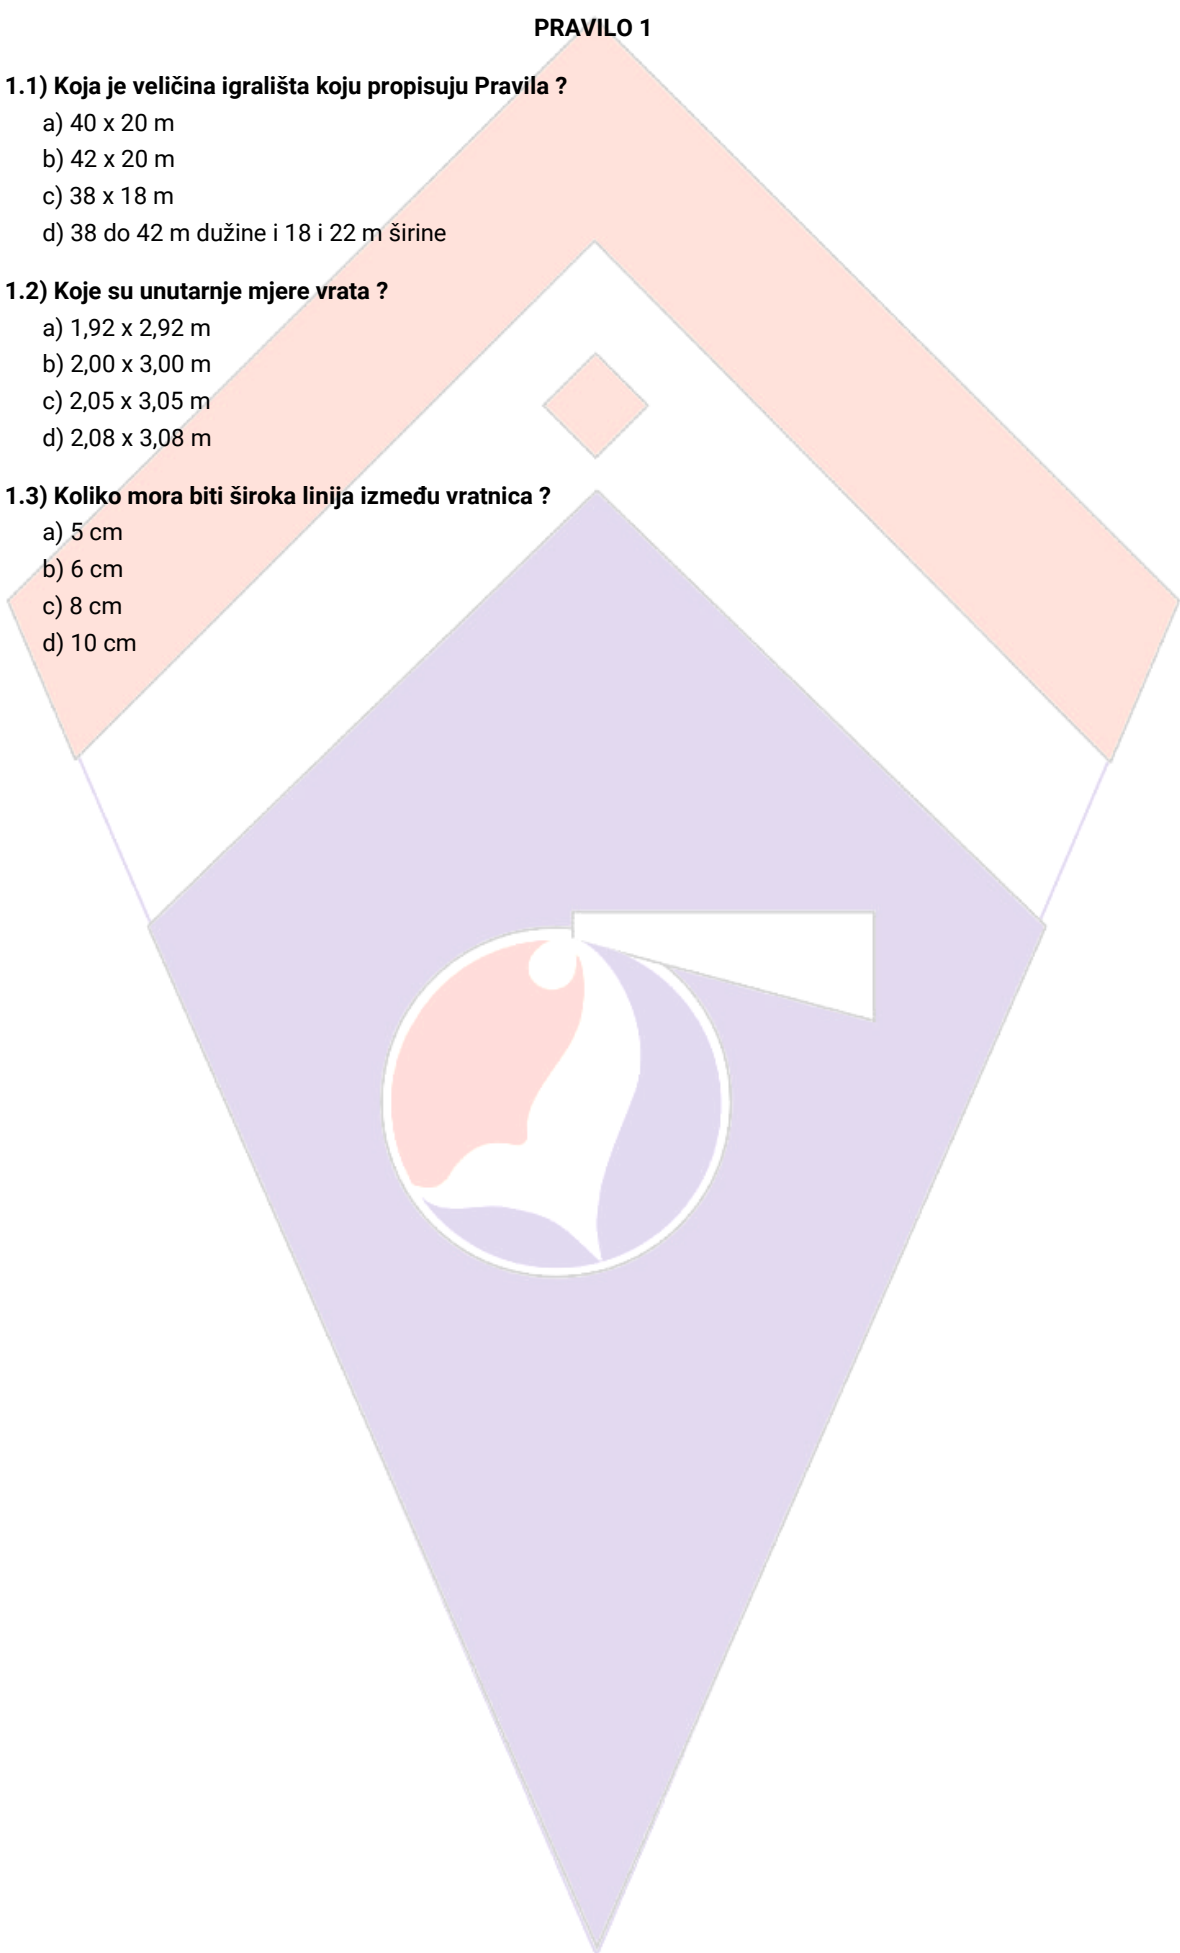 PRAVILO 1
1.1) Koja je veličina igrališta koju propisuju Pravila ?
a) 40 x 20 m
b) 42 x 20 m
c) 38 x 18 m
d) 38 do 42 m dužine i 18 i 22 m širine
1.2) Koje su unutarnje mjere vrata ?
a) 1,92 x 2,92 m
b) 2,00 x 3,00 m
c) 2,05 x 3,05 m
d) 2,08 x 3,08 m
1.3) Koliko mora biti široka linija između vratnica ?
a) 5 cm
b) 6 cm
c) 8 cm
d) 10 cm